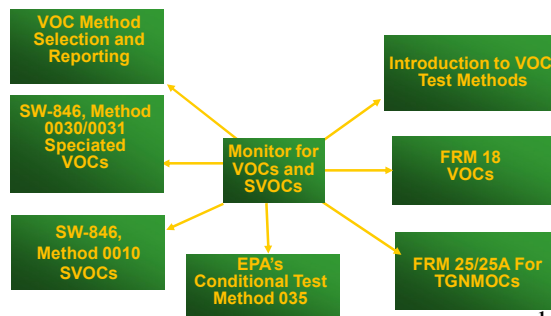 VOC Method
Selection and
Reporting
Introduction to VOC
Test Methods
SW-846, Method
0030/0031
Speciated
VOCs
Monitor for
VOCs and
SVOCs
FRM 18
VOCs
SW-846,
Method 0010
SVOCs
EPA's
Conditional Test
Method 035
FRM 25/25A For
TGNMOCs